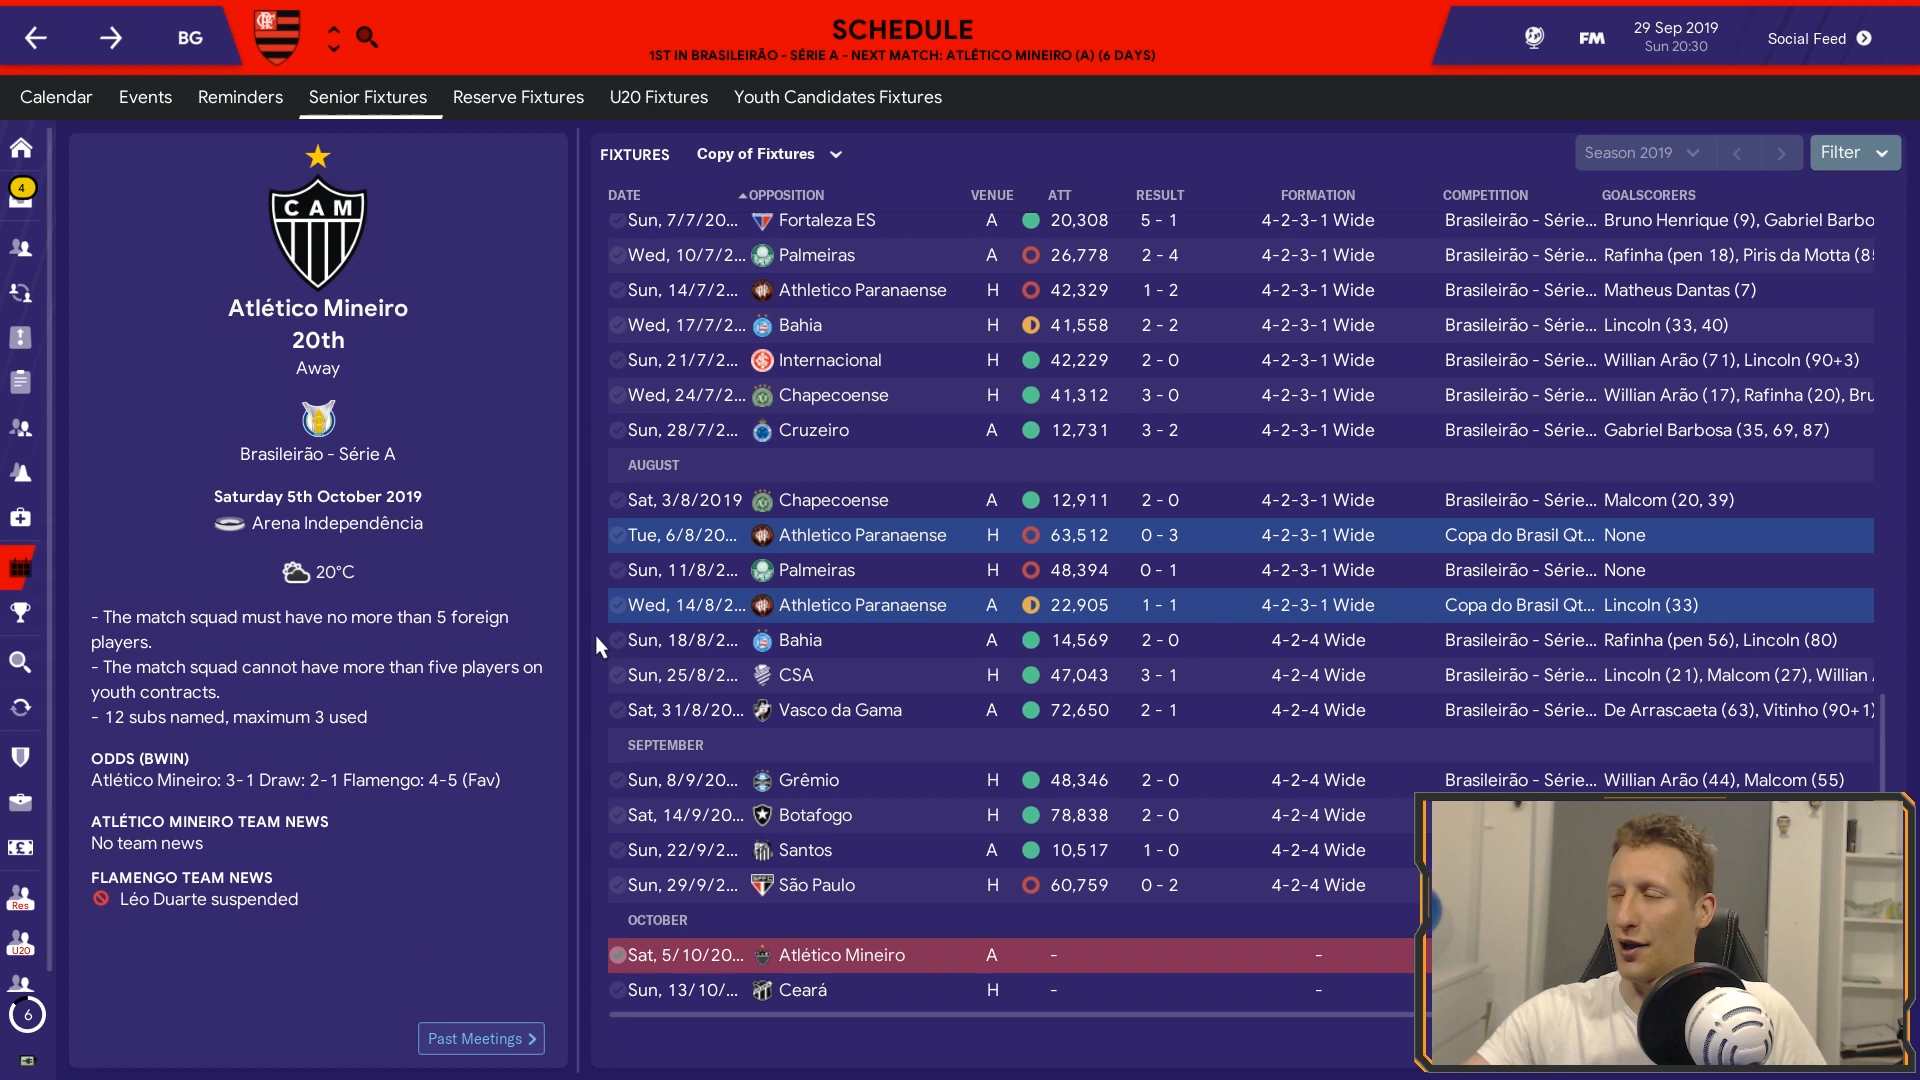 BG
SCHEDULE
1ST IN BRASILEIRÃO - SÉRIE A - NEXT MATCH: ATLÉTICO MINEIRO (A) (6 DAYS)
FM
29 Sep 2019
Sun 20:30
Social Feed
Calendar Events Reminders Senior Fixtures Reserve Fixtures U20 Fixtures Youth Candidates Fixtures
4
Res
U20
6
CAM
Atlético Mineiro
20th
Away
Brasileirão - Série A
Saturday 5th October 2019
Arena Independência
20°C
- The match squad must have no more than 5 foreign
players.
- The match squad cannot have more than five players on
youth contracts.
- 12 subs named, maximum 3 used
ODDS (BWIN)
Atlético Mineiro: 3-1 Draw: 2-1 Flamengo: 4-5 (Fav)
ATLÉTICO MINEIRO TEAM NEWS
No team news
FLAMENGO TEAM NEWS
Léo Duarte suspended
Past Meetings
FIXTURES Copy of Fixtures Season 2019 Filter
DATE OPPOSITION VENUE ATT RESULT FORMATION COMPETITION GOALSCORERS
Sun, 7/7/20... Fortaleza ES A 20,308 5 - 1 4-2-3-1 Wide Brasileirão - Série... Bruno Henrique (9), Gabriel Barbo
Wed, 10/7/2... Palmeiras A 26,778 2 - 4 4-2-3-1 Wide Brasileirão - Série... Rafinha (pen 18), Piris da Motta (8
Sun, 14/7/2... Athletico Paranaense H 42,329 1 - 2 4-2-3-1 Wide Brasileirão - Série... Matheus Dantas (7)
Wed, 17/7/2... Bahia H 41,558 2 - 2 4-2-3-1 Wide Brasileirão - Série... Lincoln (33, 40)
Sun, 21/7/2... Internacional H 42,229 2 - 0 4-2-3-1 Wide Brasileirão - Série... Willian Arão (71), Lincoln (90+3)
Wed, 24/7/2... Chapecoense H 41,312 3 - 0 4-2-3-1 Wide Brasileirão - Série... Willian Arão (17), Rafinha (20), Bru
Sun, 28/7/2... Cruzeiro A 12,731 3 - 2 4-2-3-1 Wide Brasileirão - Série... Gabriel Barbosa (35, 69, 87)
AUGUST
Sat, 3/8/2019 Chapecoense A 12,911 2 - 0 4-2-3-1 Wide Brasileirão - Série... Malcom (20, 39)
Tue, 6/8/20... Athletico Paranaense H 63,512 0 - 3 4-2-3-1 Wide Copa do Brasil Qt... None
Sun, 11/8/2... Palmeiras H 48,394 0 - 1 4-2-3-1 Wide Brasileirão - Série... None
Wed, 14/8/2... Athletico Paranaense A 22,905 1 - 1 4-2-3-1 Wide Copa do Brasil Qt... Lincoln (33)
Sun, 18/8/2... Bahia A 14,569 2 - 0 4-2-4 Wide Brasileirão - Série... Rafinha (pen 56), Lincoln (80)
Sun, 25/8/2... CSA H 47,043 3 - 1 4-2-4 Wide Brasileirão - Série... Lincoln (21), Malcom (27), Willian
Sat, 31/8/20... Vasco da Gama A 72,650 2 - 1 4-2-4 Wide Brasileirão - Série... De Arrascaeta (63), Vitinho (90+1)
SEPTEMBER
Sun, 8/9/20... Grêmio H 48,346 2 - 0 4-2-4 Wide Brasileirão - Série... Willian Arão (44), Malcom (55)
Sat, 14/9/20... Botafogo H 78,838 2 - 0 4-2-4 Wide
Sun, 22/9/2... Santos A 10,517 1 - 0 4-2-4 Wide
Sun, 29/9/2... São Paulo H 60,759 0 - 2 4-2-4 Wide
OCTOBER
Sat, 5/10/20... Atlético Mineiro A - -
Sun, 13/10/... Ceará H - -